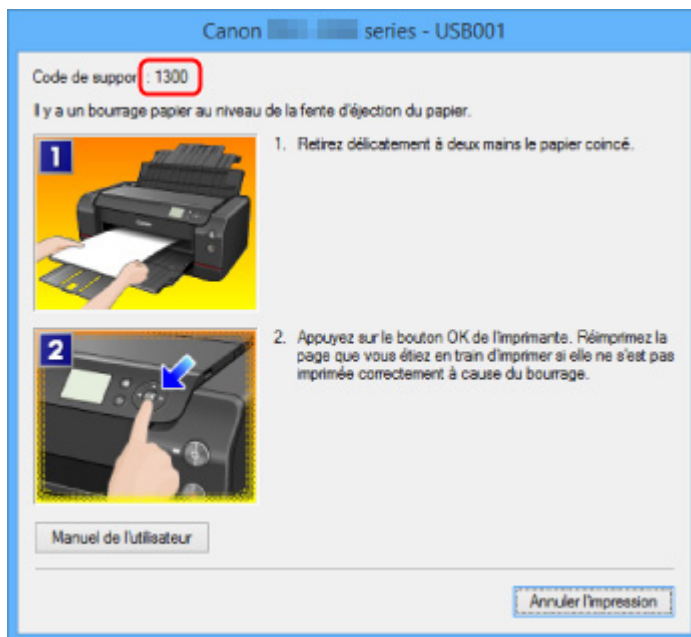 Canon series - USB001
Code de suppor : 1300
Il y a un bourrage papier au niveau de la fente d'éjection du papier.
1
1. Retirez délicatement à deux mains le papier coincé.
2
2. Appuyez sur le bouton OK de l'imprimante. Réimprimez la
page que vous étiez en train d'imprimer si elle ne s'est pas
imprimée correctement à cause du bourrage.
Manuel de l'utilisateur
Annuler l'impression